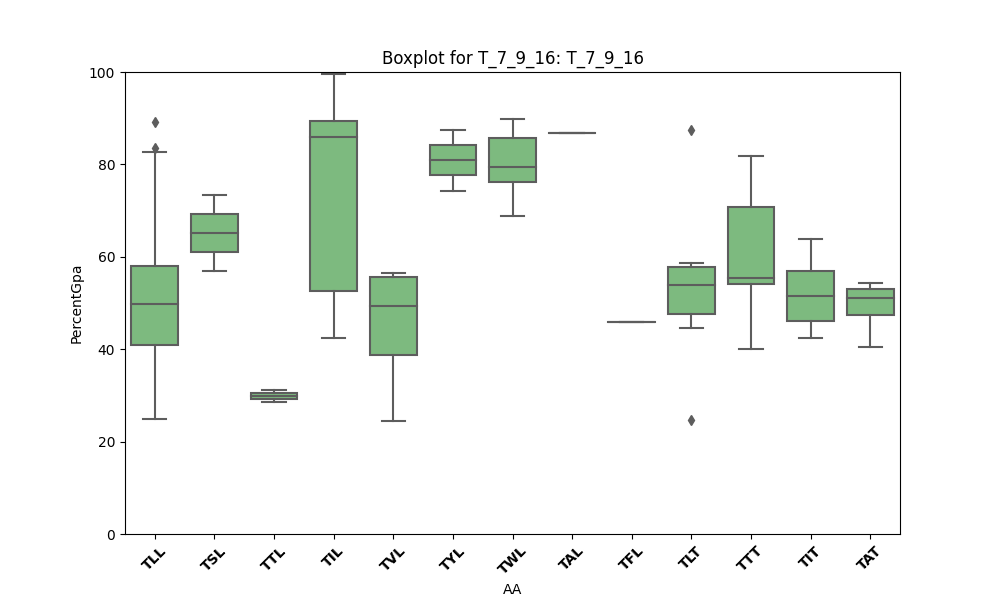 Boxplot for T_7_9_16: T_7_9_16
PercentGpa
100
80
60
40
20
0
TLL TSL TTL TIL TVL TYL TWL TAL TFL TLT TTT TIT TAT
AA